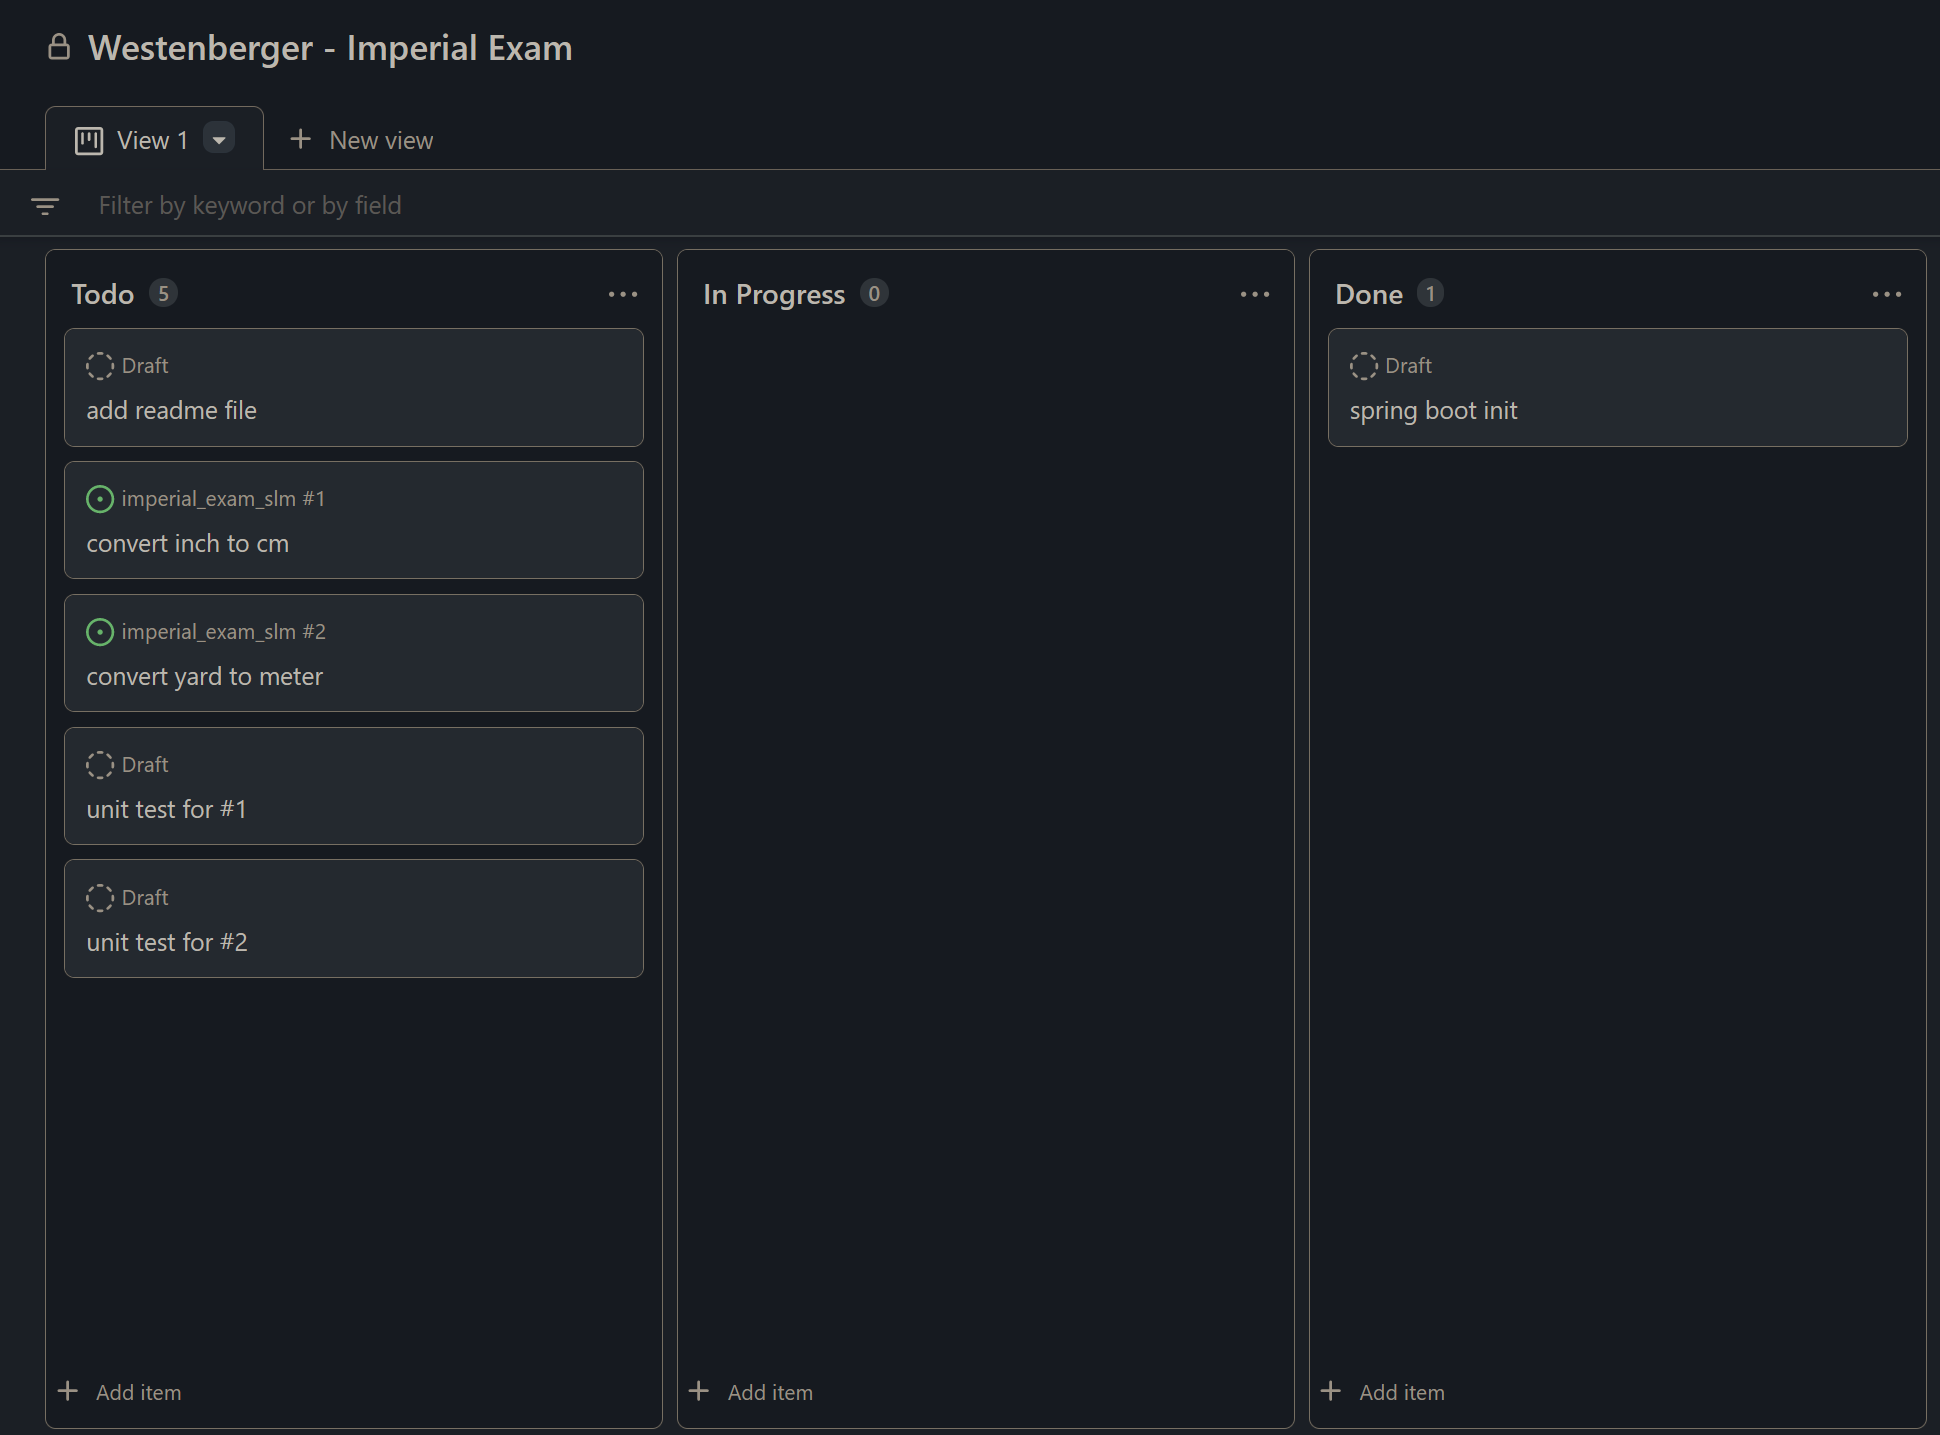 Westenberger - Imperial Exam
View 1
New view
Filter by keyword or by field
Todo 5
Draft
add readme file
imperial_exam_slm #1
convert inch to cm
imperial_exam_slm #2
convert yard to meter
Draft
unit test for #1
Draft
unit test for #2
Add item
In Progress 0
Add item
Done 1
Draft
spring boot init
Add item